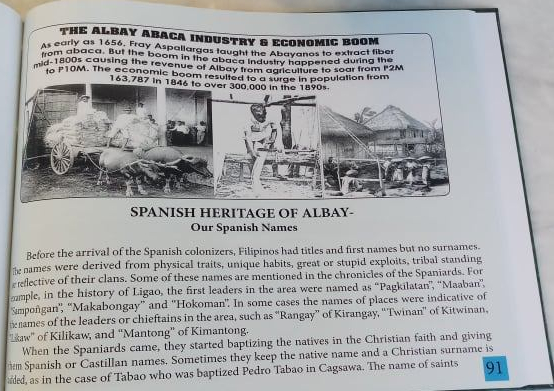 THE ALBAY ABACA INDUSTRY & ECONOMIC BOOM
As early as 1656, Fray Aspallargas taught the Abayanos to extract fiber
from abaca. But the boom in the abaca industry happened during the
mid-1800s causing the revenue of Albay from agriculture to soar from P2M
to P10M. The economic boom resulted to a surge in population from
163,787 in 1846 to over 300,000 in the 1890s.
SPANISH HERITAGE OF ALBAY-
Our Spanish Names
Before the arrival of the Spanish colonizers, Filipinos had titles and first names but no surnames.
The names were derived from physical traits, unique habits, great or stupid exploits, tribal standing
or reflective of their clans. Some of these names are mentioned in the chronicles of the Spaniards. For
example, in the history of Ligao, the first leaders in the area were named as "Pagkilatan", "Maaban",
"Sampoñgan", "Makabongay" and "Hokoman". In some cases the names of places were indicative of
the names of the leaders or chieftains in the area, such as "Rangay" of Kirangay, "Twinan" of Kitwinan,
"Likaw" of Kilikaw, and "Mantong" of Kimantong.
When the Spaniards came, they started baptizing the natives in the Christian faith and giving
them Spanish or Castillan names. Sometimes they keep the native name and a Christian surname is
added, as in the case of Tabao who was baptized Pedro Tabao in Cagsawa. The name of saints
91